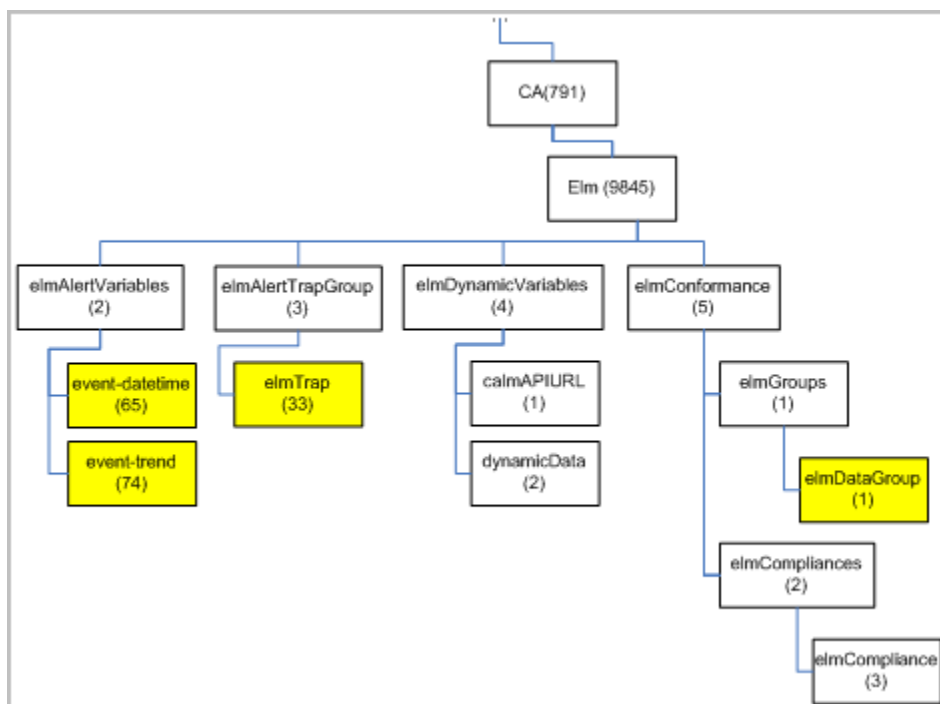 CA(791)
Elm (9845)
elmAlertVariables
(2)
elmAlertTrapGroup
(3)
elmDynamicVariables
(4)
elmConformance
(5)
event-datetime
(65)
event-trend
(74)
elmTrap
(33)
calmAPIURL
(1)
dynamicData
(2)
elmGroups
(1)
elmDataGroup
(1)
elmCompliances
(2)
elmCompliance
(3)